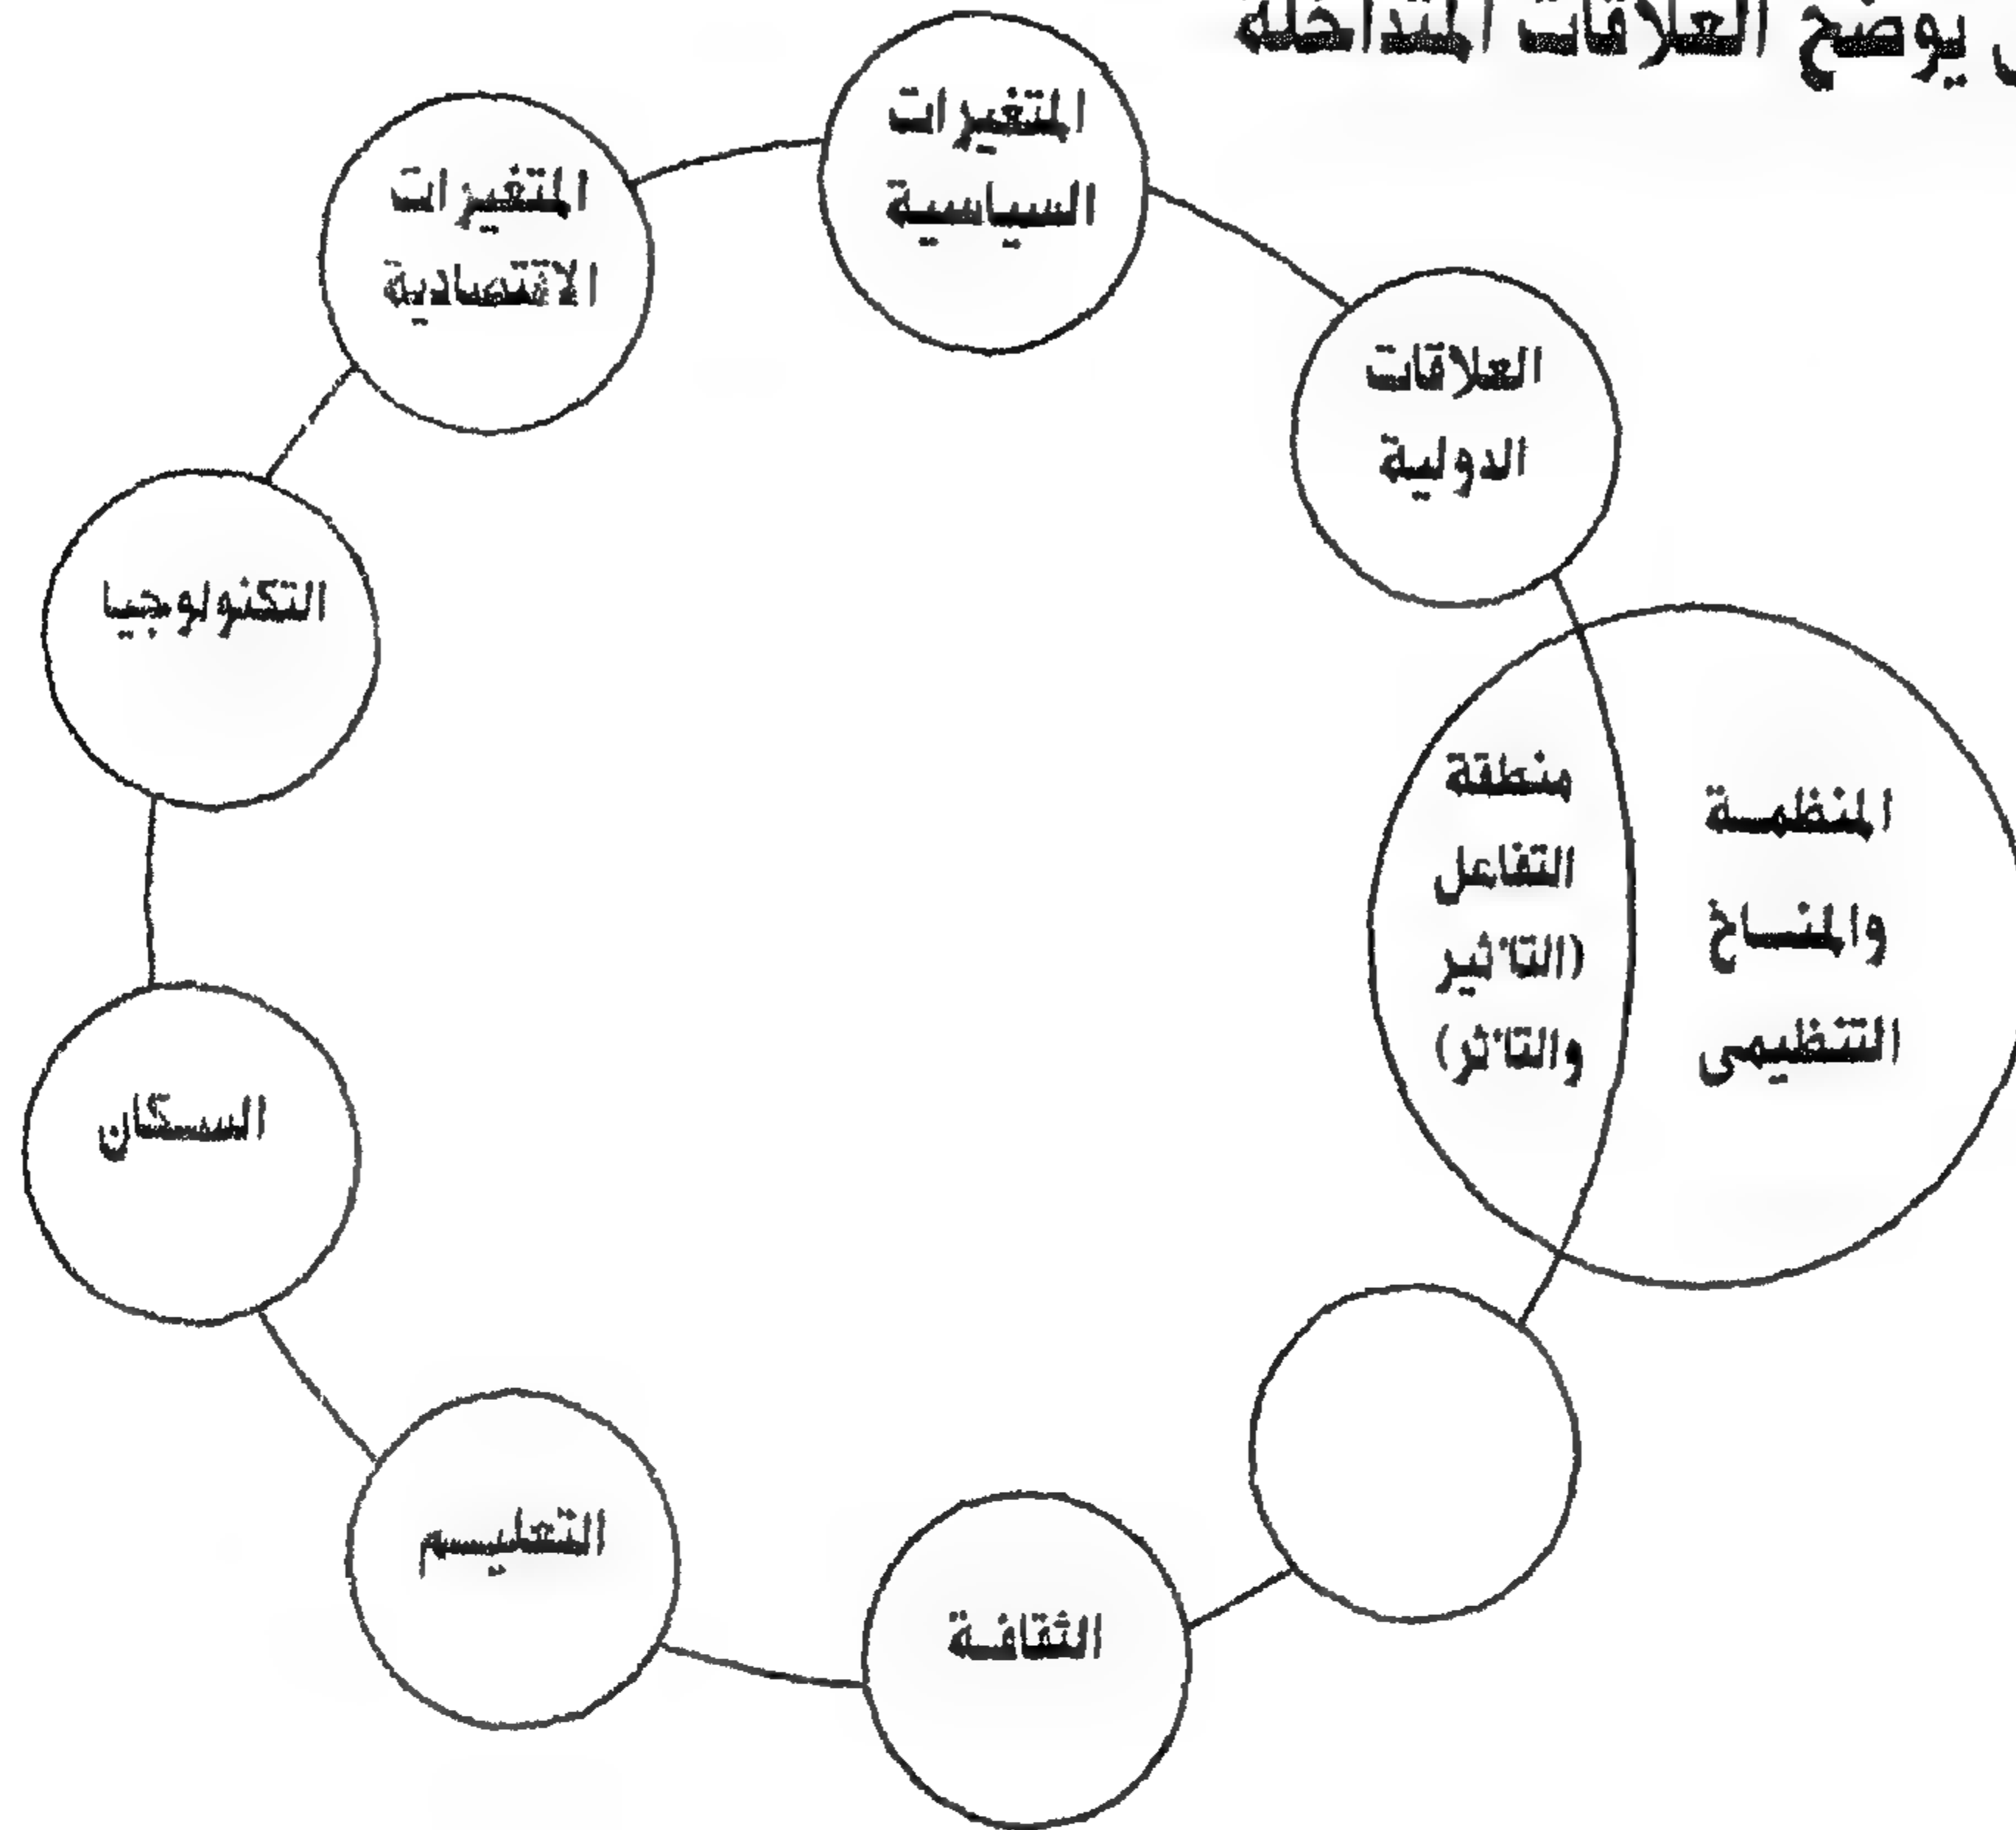 يوضح العلاقات المتداخلة
المتغيرات
السياسية
المتغيرات
الاقتصادية
العلاقات
الدولية
التكنولوجيا
منطقة
التفاعل
(التأثير
والتأثر)
المنظمة
والمناخ
التنظيمى
السكان
التعليم
الثقافة